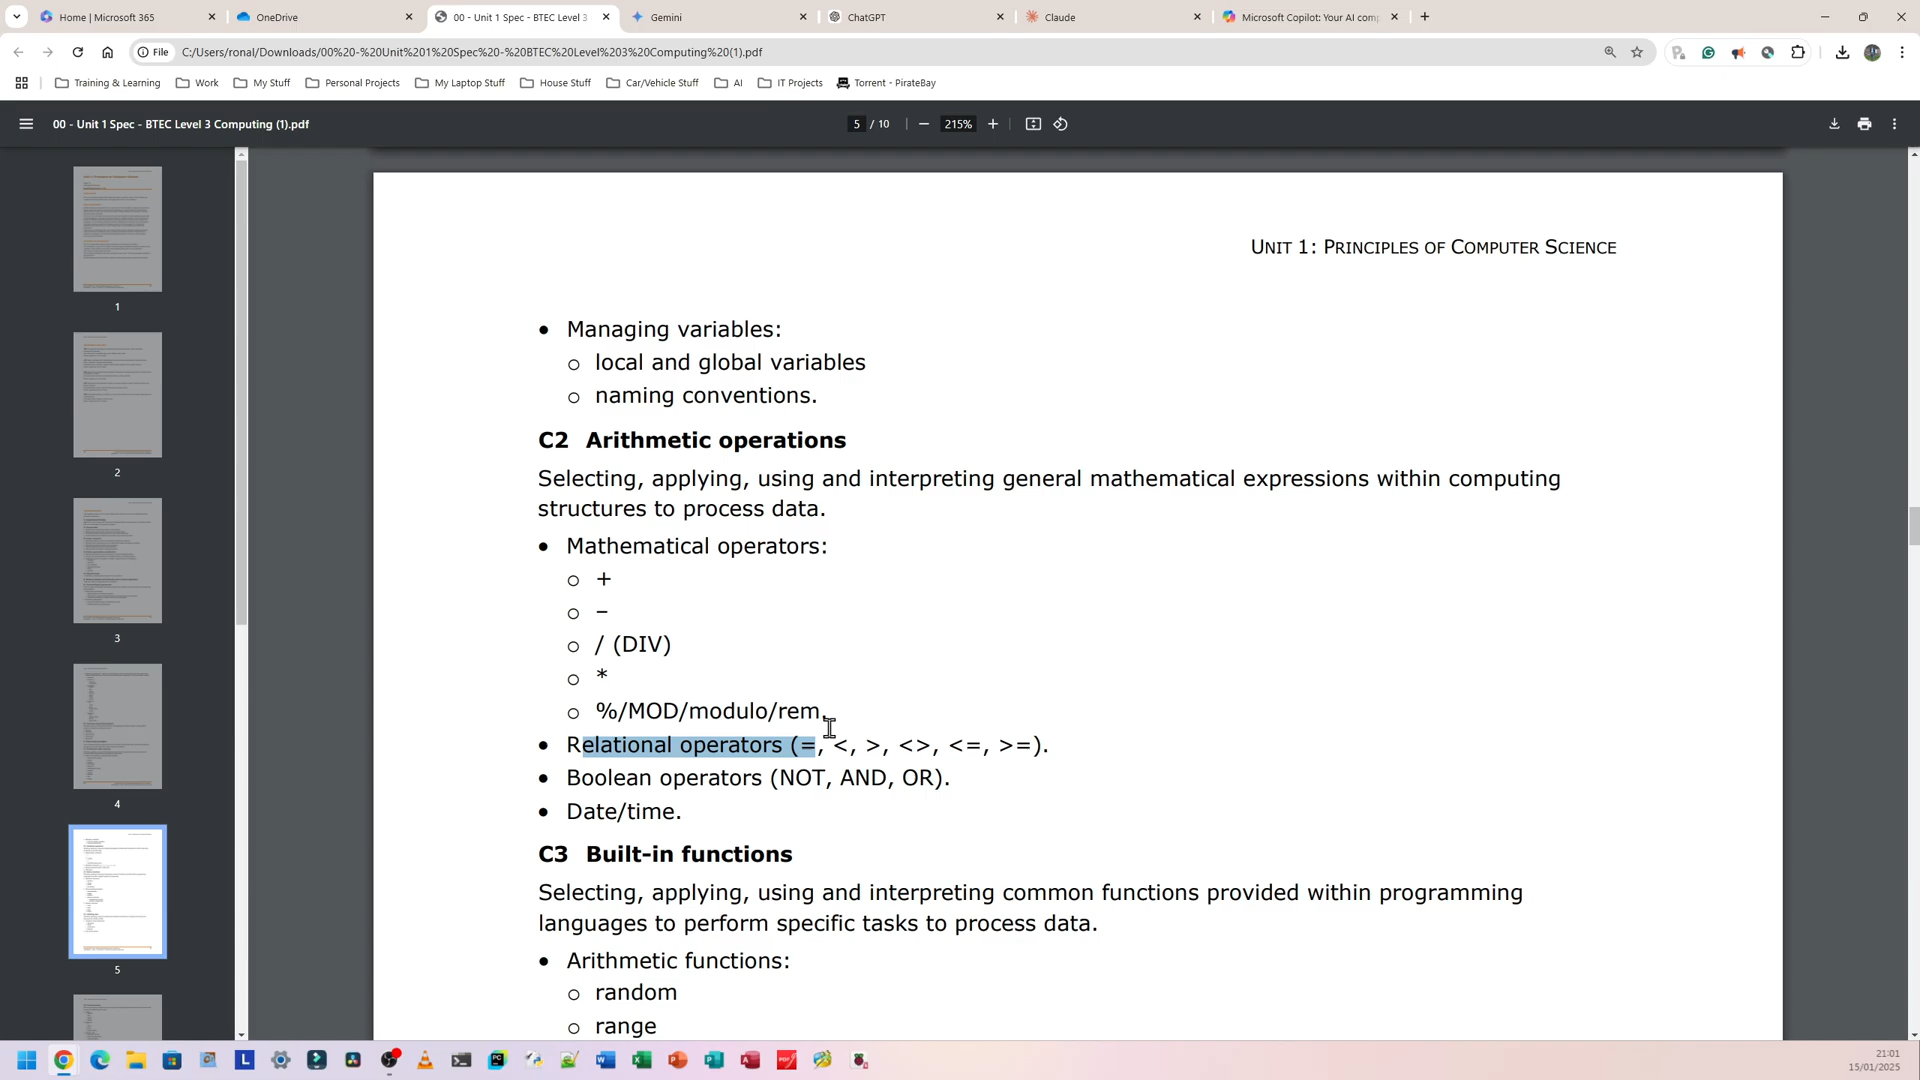 Home | Microsoft 365
OneDrive
00 - Unit 1 Spec - BTEC Level 3
Gemini
ChatGPT
Claude
Microsoft Copilot: Your AI com
File
C:/Users/ronal/Downloads/00%20-%20Unit%201%20Spec%20-%20BTEC%20Level%203%20Computing%20(1).pdf
Training & Learning
Work
My Stuff
Personal Projects
My Laptop Stuff
House Stuff
Car/Vehicle Stuff
AI
IT Projects
Torrent - PirateBay
00 - Unit 1 Spec - BTEC Level 3 Computing (1).pdf
5 / 10
215%
1
2
3
4
5
UNIT 1: PRINCIPLES OF COMPUTER SCIENCE
• Managing variables:
o local and global variables
o naming conventions.
C2 Arithmetic operations
Selecting, applying, using and interpreting general mathematical expressions within computing
structures to process data.
• Mathematical operators:
o +
o –
o / (DIV)
o *
o %/MOD/modulo/rem.
• Relational operators (=, <, >, <>, <=, >=).
• Boolean operators (NOT, AND, OR).
• Date/time.
C3 Built-in functions
Selecting, applying, using and interpreting common functions provided within programming
languages to perform specific tasks to process data.
• Arithmetic functions:
o random
o range
21:01
15/01/2025